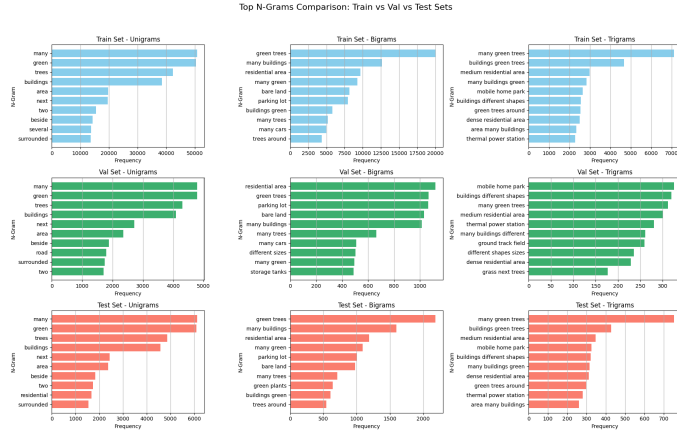 Top N-Grams Comparison: Train vs Val vs Test Sets
Train Set - Unigrams
N-Gram
many
green
trees
buildings
area
next
two
beside
several
surrounded
0 10000 20000 30000 40000 50000
Frequency
Train Set - Bigrams
N-Gram
green trees
many buildings
residential area
many green
bare land
parking lot
buildings green
many trees
many cars
trees around
0 2500 5000 7500 10000 12500 15000 17500 20000
Frequency
Train Set - Trigrams
N-Gram
many green trees
buildings green trees
medium residential area
many buildings green
mobile home park
buildings different shapes
green trees around
dense residential area
area many buildings
thermal power station
0 1000 2000 3000 4000 5000 6000 7000
Frequency
Val Set - Unigrams
N-Gram
many
green
trees
buildings
next
area
beside
road
surrounded
two
0 1000 2000 3000 4000 5000
Frequency
Val Set - Bigrams
N-Gram
residential area
green trees
parking lot
bare land
many buildings
many trees
many cars
different sizes
many green
storage tanks
0 200 400 600 800 1000
Frequency
Val Set - Trigrams
N-Gram
mobile home park
buildings different shapes
many green trees
medium residential area
thermal power station
many buildings different
ground track field
different shapes sizes
dense residential area
grass next trees
0 50 100 150 200 250 300
Frequency
Test Set - Unigrams
N-Gram
many
green
trees
buildings
next
area
beside
two
residential
surrounded
0 1000 2000 3000 4000 5000 6000
Frequency
Test Set - Bigrams
N-Gram
green trees
many buildings
residential area
many green
parking lot
bare land
many trees
green plants
buildings green
trees around
0 500 1000 1500 2000
Frequency
Test Set - Trigrams
N-Gram
many green trees
buildings green trees
medium residential area
mobile home park
buildings different shapes
many buildings green
dense residential area
green trees around
thermal power station
area many buildings
0 100 200 300 400 500 600 700
Frequency